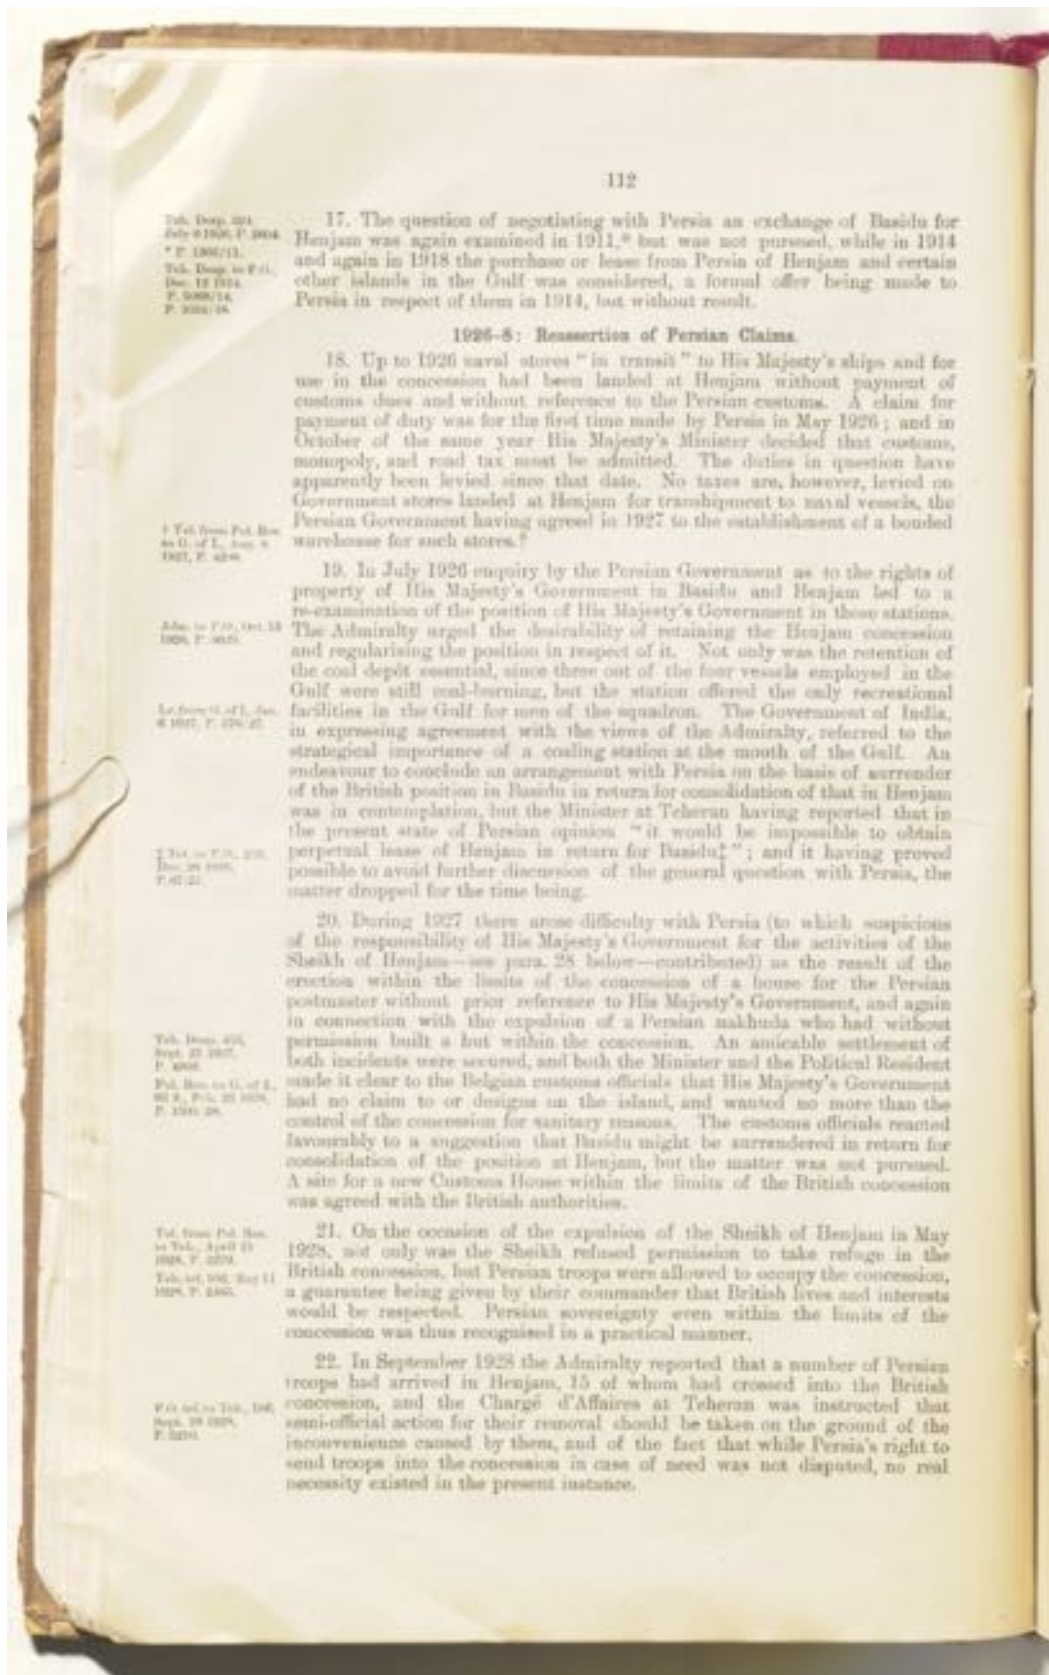 112
17. The question of negotiating with Persia an exchange of Basidu for
Henjam was again examined in 1911,* but was not pursued, while in 1914
and again in 1918 the purchase or lease from Persia of Henjam and certain
other islands in the Gulf was considered, a formal offer being made to
Persia in respect of them in 1914, but without result.
1926-8: Reassertion of Persian Claims.
18. Up to 1926 naval stores "in transit" to His Majesty's ships and for
use in the concession had been landed at Henjam without payment of
customs dues and without reference to the Persian customs. A claim for
payment of duty was for the first time made by Persia in May 1926; and in
October of the same year His Majesty's Minister decided that customs,
monopoly, and road tax must be admitted. The duties in question have
apparently been levied since that date. No taxes are, however, levied on
Government stores landed at Henjam for transhipment to naval vessels, the
Persian Government having agreed in 1927 to the establishment of a bonded
warehouse for such stores.†
19. In July 1926 enquiry by the Persian Government as to the rights of
property of His Majesty's Government in Basidu and Henjam led to a
re-examination of the position of His Majesty's Government in those stations.
The Admiralty urged the desirability of retaining the Henjam concession
and regularising the position in respect of it. Not only was the retention of
the coal depôt essential, since three out of the four vessels employed in the
Gulf were still coal-burning, but the station offered the only recreational
facilities in the Gulf for men of the squadron. The Government of India,
in expressing agreement with the views of the Admiralty, referred to the
strategical importance of a coaling station at the mouth of the Gulf. An
endeavour to conclude an arrangement with Persia on the basis of surrender
of the British position in Basidu in return for consolidation of that in Henjam
was in contemplation, but the Minister at Teheran having reported that in
the present state of Persian opinion "it would be impossible to obtain
perpetual lease of Henjam in return for Basidu‡"; and it having proved
possible to avoid further discussion of the general question with Persia, the
matter dropped for the time being.
20. During 1927 there arose difficulty with Persia (to which suspicions
of the responsibility of His Majesty's Government for the activities of the
Sheikh of Henjam—see para. 28 below—contributed) as the result of the
erection within the limits of the concession of a house for the Persian
postmaster without prior reference to His Majesty's Government, and again
in connection with the expulsion of a Persian nakhuda who had without
permission built a hut within the concession. An amicable settlement of
both incidents were secured, and both the Minister and the Political Resident
made it clear to the Belgian customs officials that His Majesty's Government
had no claim to or designs on the island, and wanted no more than the
control of the concession for sanitary reasons. The customs officials reacted
favourably to a suggestion that Basidu might be surrendered in return for
consolidation of the position at Henjam, but the matter was not pursued.
A site for a new Customs House within the limits of the British concession
was agreed with the British authorities.
Tel. from Pol. Res.
21. On the occasion of the expulsion of the Sheikh of Henjam in May
1928, not only was the Sheikh refused permission to take refuge in the
British concession, but Persian troops were allowed to occupy the concession,
a guarantee being given by their commander that British lives and interests
would be respected. Persian sovereignty even within the limits of the
concession was thus recognised in a practical manner.
22. In September 1928 the Admiralty reported that a number of Persian
troops had arrived in Henjam, 15 of whom had crossed into the British
concession, and the Chargé d'Affaires at Teheran was instructed that
semi-official action for their removal should be taken on the ground of the
inconvenience caused by them, and of the fact that while Persia's right to
send troops into the concession in case of need was not disputed, no real
necessity existed in the present instance.